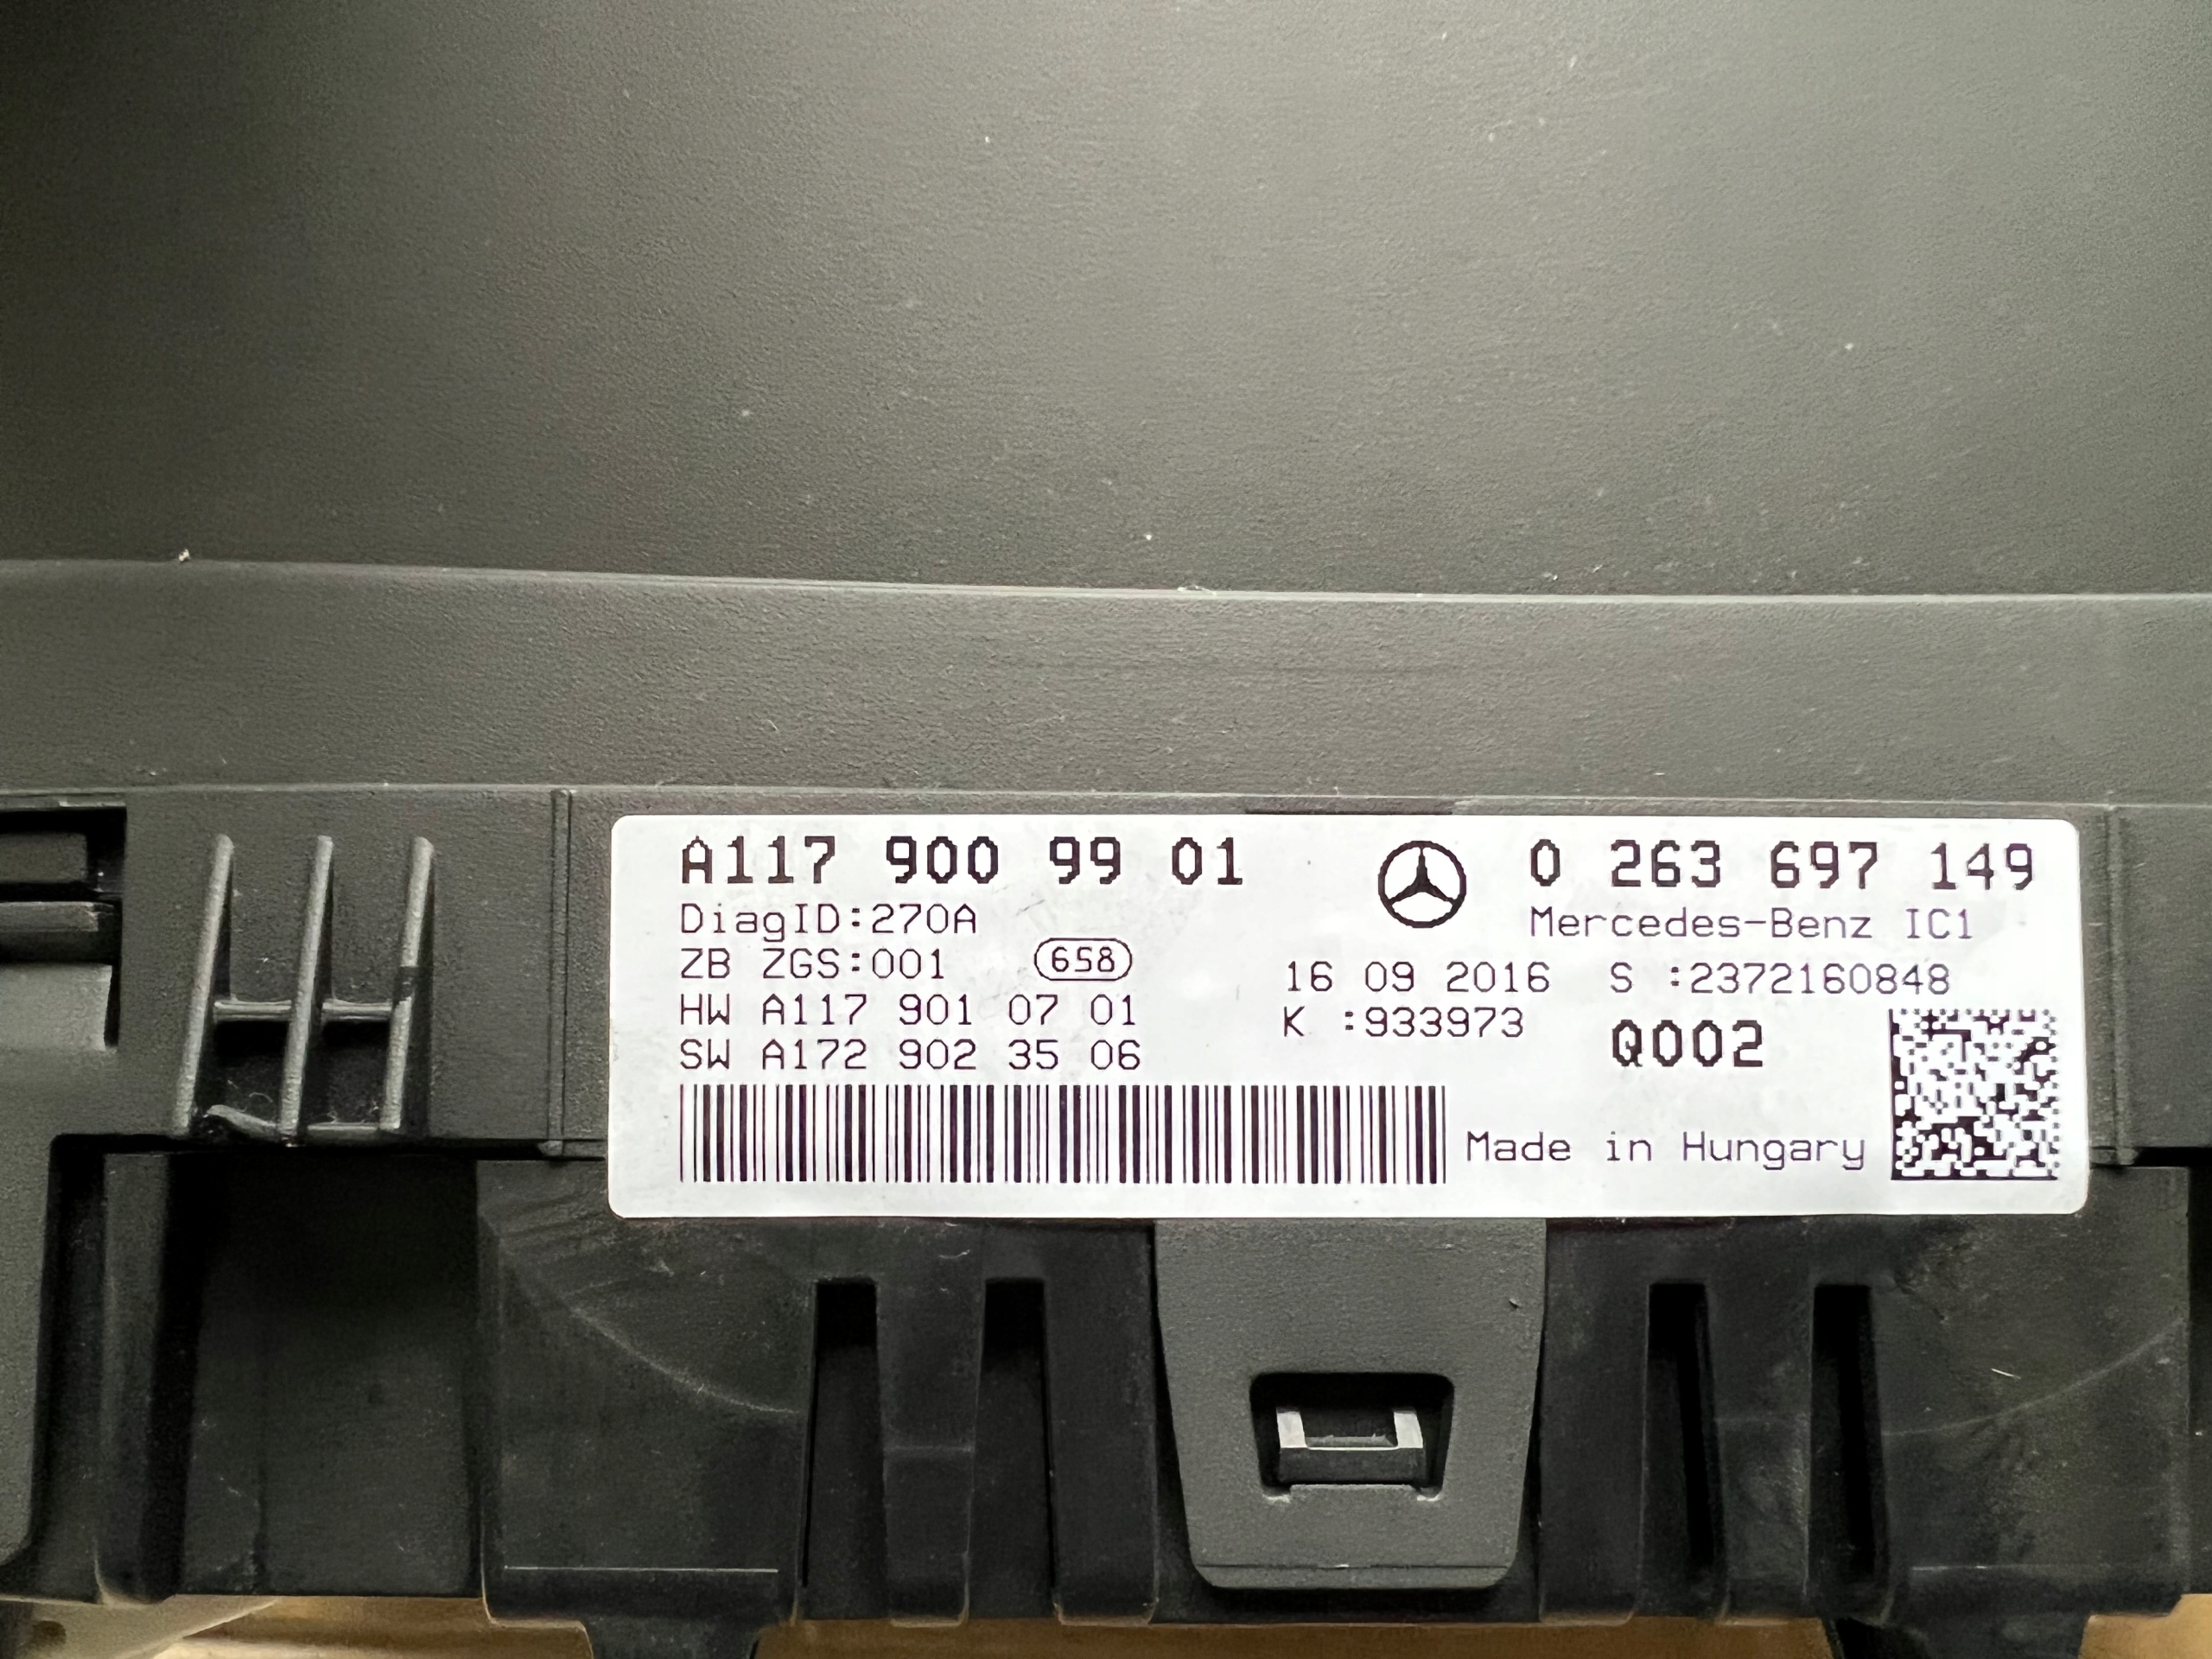 A117 900 99 01
DiagID:270A
ZB ZGS:001 658
HW A117 901 07 01
SW A172 902 35 06
0 263 697 149
Mercedes-Benz IC1
16 09 2016 S :2372160848
K :933973 Q002
Made in Hungary